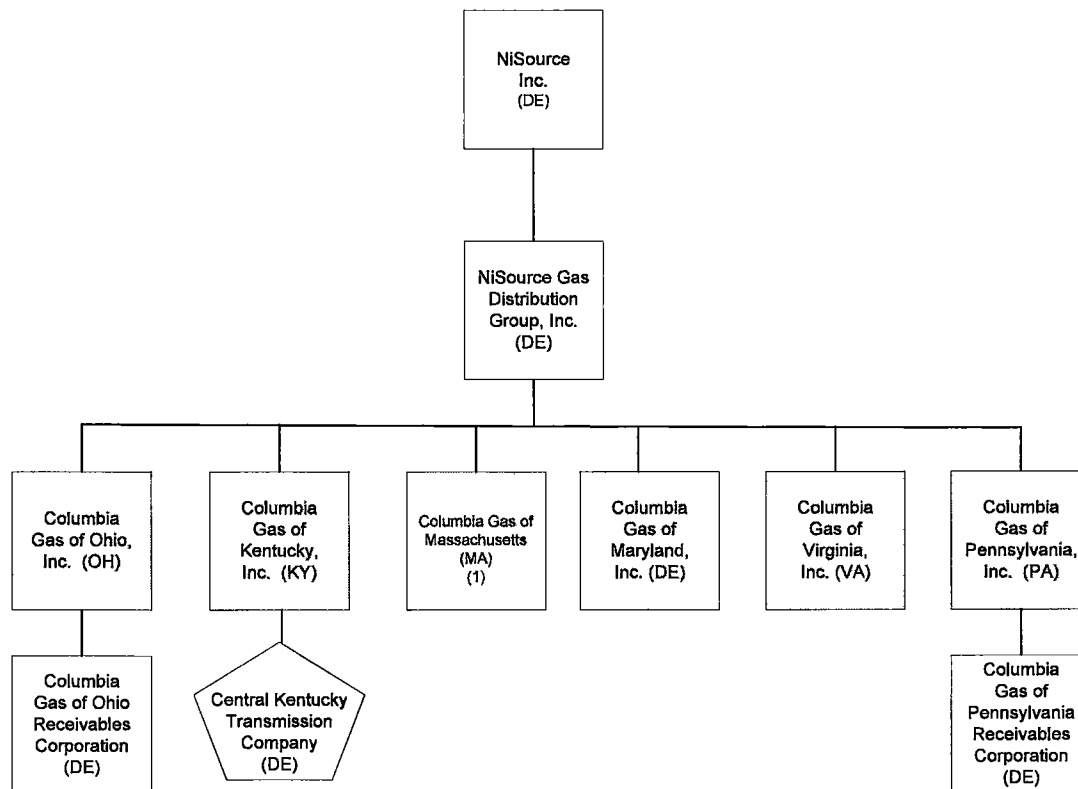 NiSource
Inc.
(DE)
NiSource Gas
Distribution
Group, Inc.
(DE)
Columbia
Gas of Ohio,
Inc. (OH)
Columbia
Gas of
Kentucky,
Inc. (KY)
Columbia Gas of
Massachusetts
(MA)
(1)
Columbia
Gas of
Maryland,
Inc. (DE)
Columbia
Gas of
Virginia,
Inc. (VA)
Columbia
Gas of
Pennsylvania,
Inc. (PA)
Columbia
Gas of Ohio
Receivables
Corporation
(DE)
Central Kentucky
Transmission
Company
(DE)
Columbia
Gas of
Pennsylvania
Receivables
Corporation
(DE)